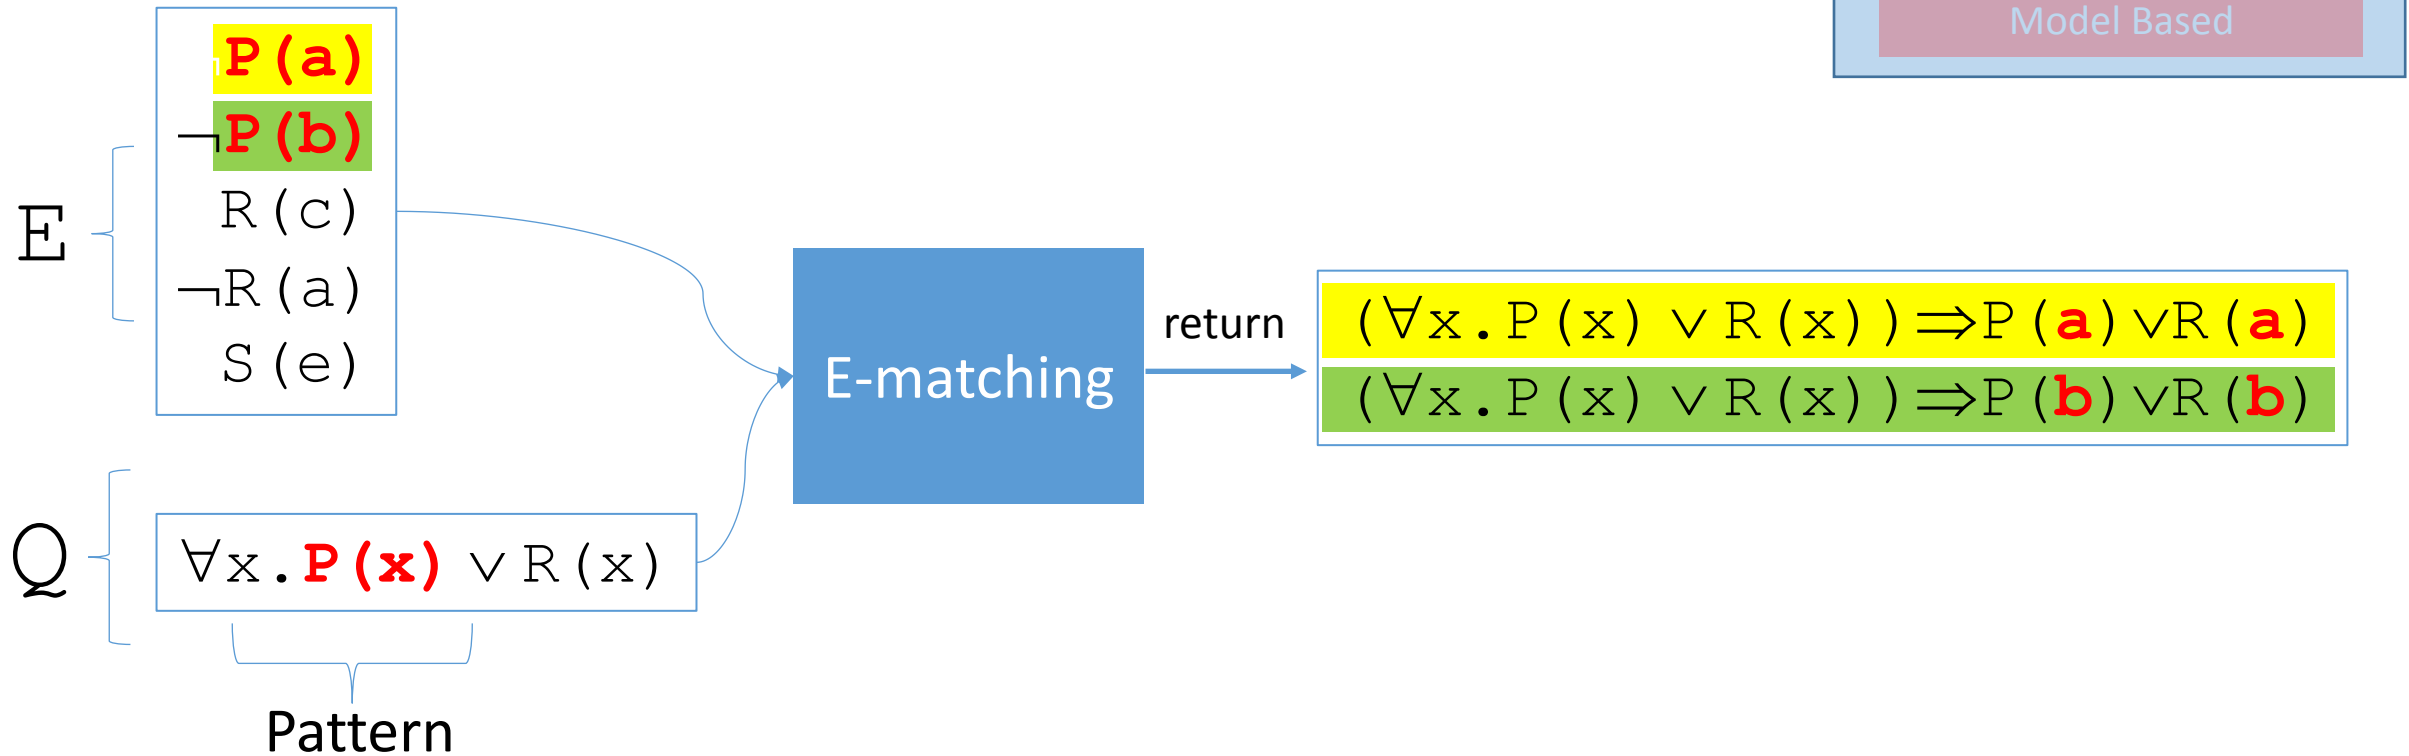 Model Based
P(a)
¬P(b)
R(c)
¬R(a)
S(e)
E
E-matching
return
(∀x.P(x) ∨ R(x))⇒P(a)∨R(a)
(∀x.P(x) ∨ R(x))⇒P(b)∨R(b)
Q
∀x.P(x) ∨ R(x)
Pattern